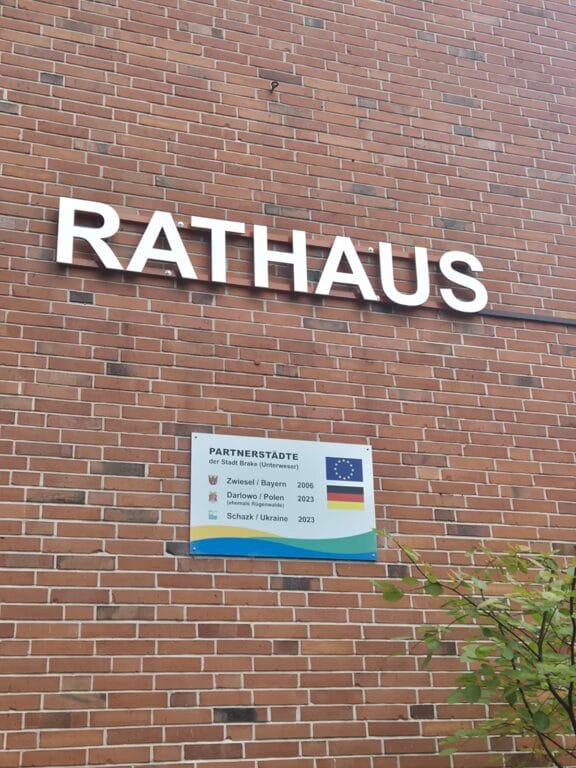 RATHAUS
PARTNERSTÄDTE
der Stadt Brake (Unterweser)
Zwiesel / Bayern 2006
Darlowo / Polen 2023
(ehemals Rügenwalde)
Schazk / Ukraine 2023